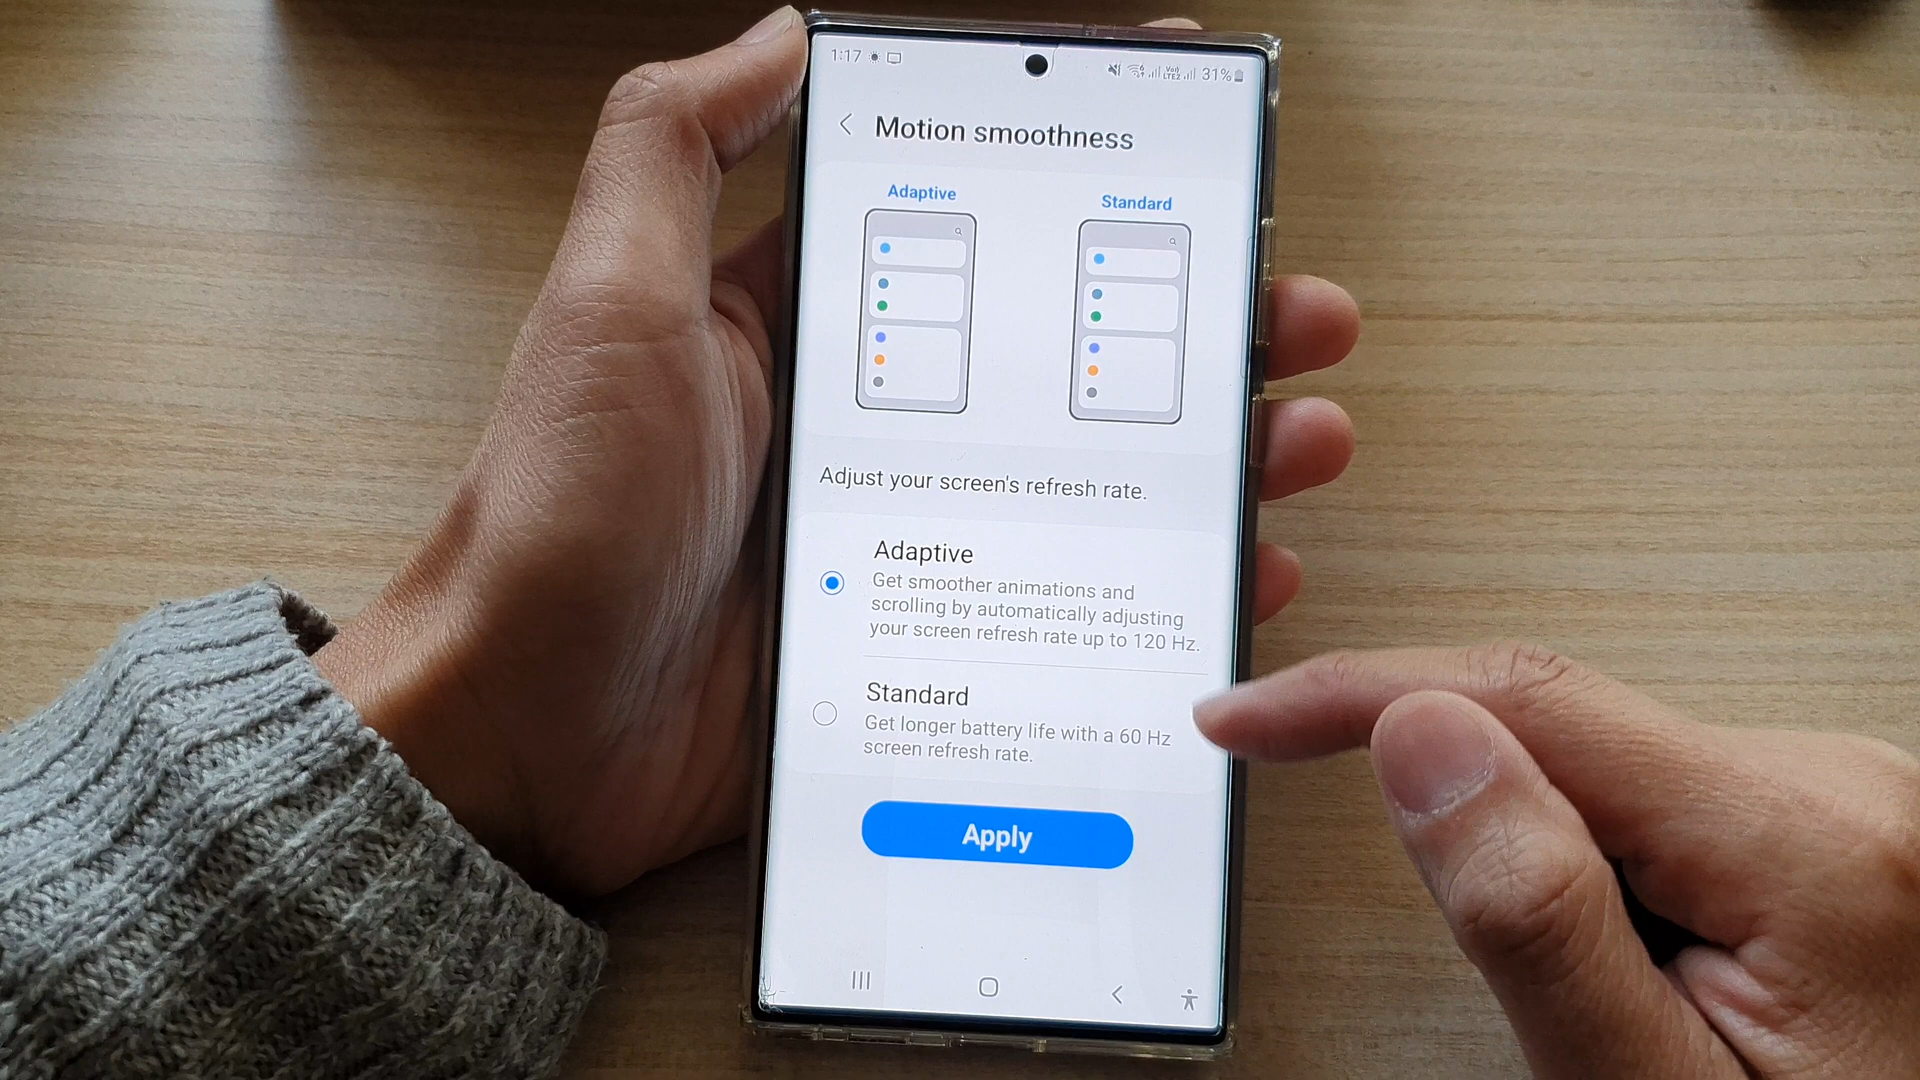 1:17
31%
Motion smoothness
Adaptive
Standard
Adjust your screen's refresh rate.
Adaptive
Get smoother animations and
scrolling by automatically adjusting
your screen refresh rate up to 120 Hz.
Standard
Get longer battery life with a 60 Hz
screen refresh rate.
Apply